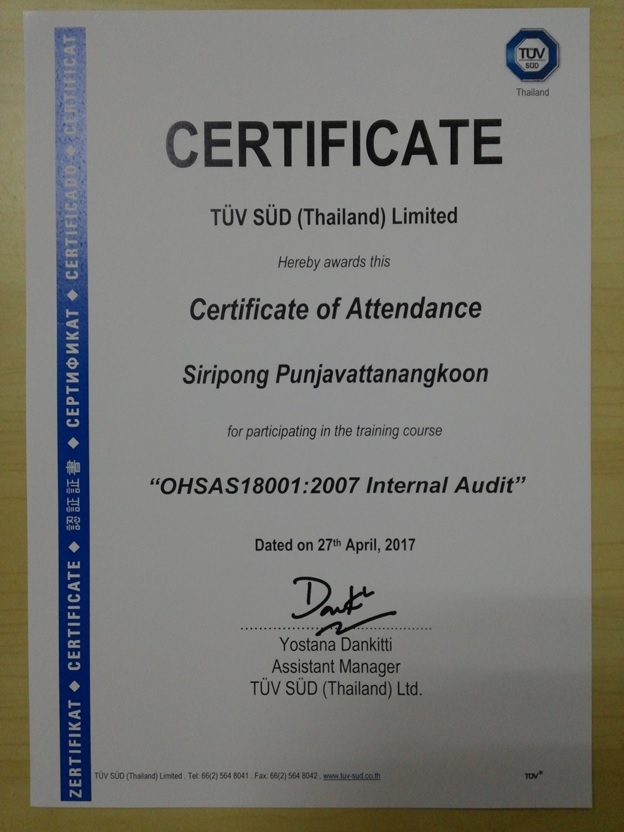 TÜV
SÜD
Thailand
CERTIFICATE
TÜV SÜD (Thailand) Limited
Hereby awards this
Certificate of Attendance
Siripong Punjavattanangkoon
for participating in the training course
“OHSAS18001:2007 Internal Audit”
Dated on 27th April, 2017
Dankitti
Yostana Dankitti
Assistant Manager
TÜV SÜD (Thailand) Ltd.
ZERTIFIKAT ◆ CERTIFICATE ◆ 認証証書 ◆ СЕРТИФИКАТ ◆ CERTIFICADO ◆ CERTIFICAT
TÜV SÜD (Thailand) Limited . Tel: 66(2) 564 8041 . Fax: 66(2) 564 8042 . www.tuv-sud.co.th
TÜV®